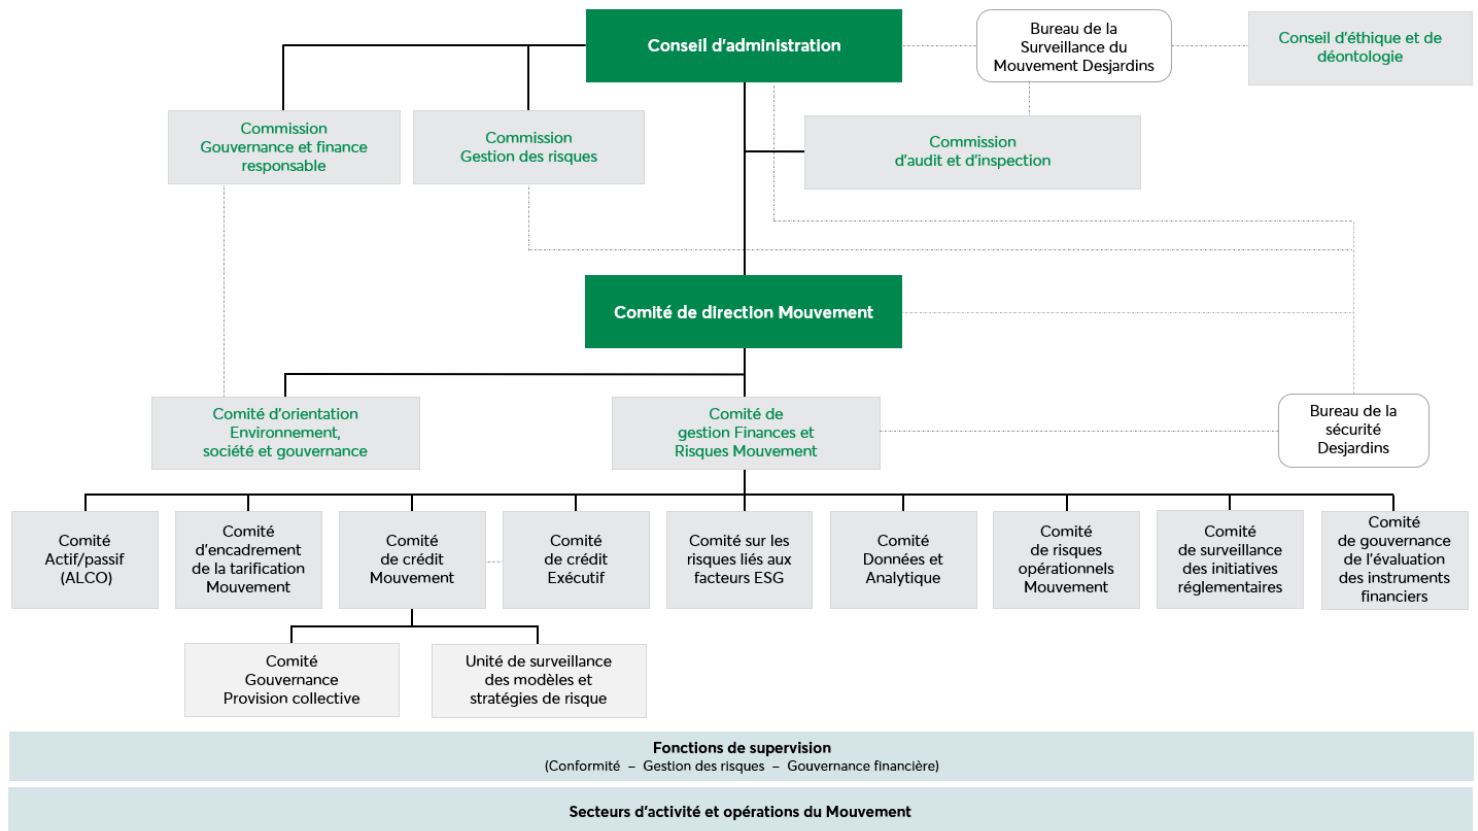 Conseil d'administration
Bureau de la
Surveillance du
Mouvement Desjardins
Conseil d'éthique et de
déontologie
Commission
Gouvernance et finance
responsable
Commission
Gestion des risques
Commission
d'audit et d'inspection
Comité de direction Mouvement
Comité d'orientation
Environnement,
société et gouvernance
Comité de
gestion Finances et
Risques Mouvement
Bureau de la
sécurité
Desjardins
Comité
Actif/passif
(ALCO)
Comité
d'encadrement
de la tarification
Mouvement
Comité
de crédit
Mouvement
Comité
de crédit
Exécutif
Comité sur les
risques liés aux
facteurs ESG
Comité
Données et
Analytique
Comité
de risques
opérationnels
Mouvement
Comité
de surveillance
des initiatives
réglementaires
Comité
de gouvernance
de l'évaluation
des instruments
financiers
Comité
Gouvernance
Provision collective
Unité de surveillance
des modèles et
stratégies de risque
Fonctions de supervision
(Conformité – Gestion des risques – Gouvernance financière)
Secteurs d'activité et opérations du Mouvement